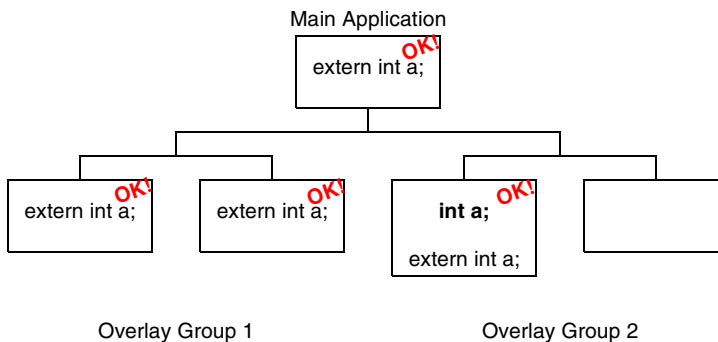 Main Application
OK!
extern int a;
OK!
extern int a;
OK!
extern int a;
OK!
int a;
extern int a;
Overlay Group 1
Overlay Group 2